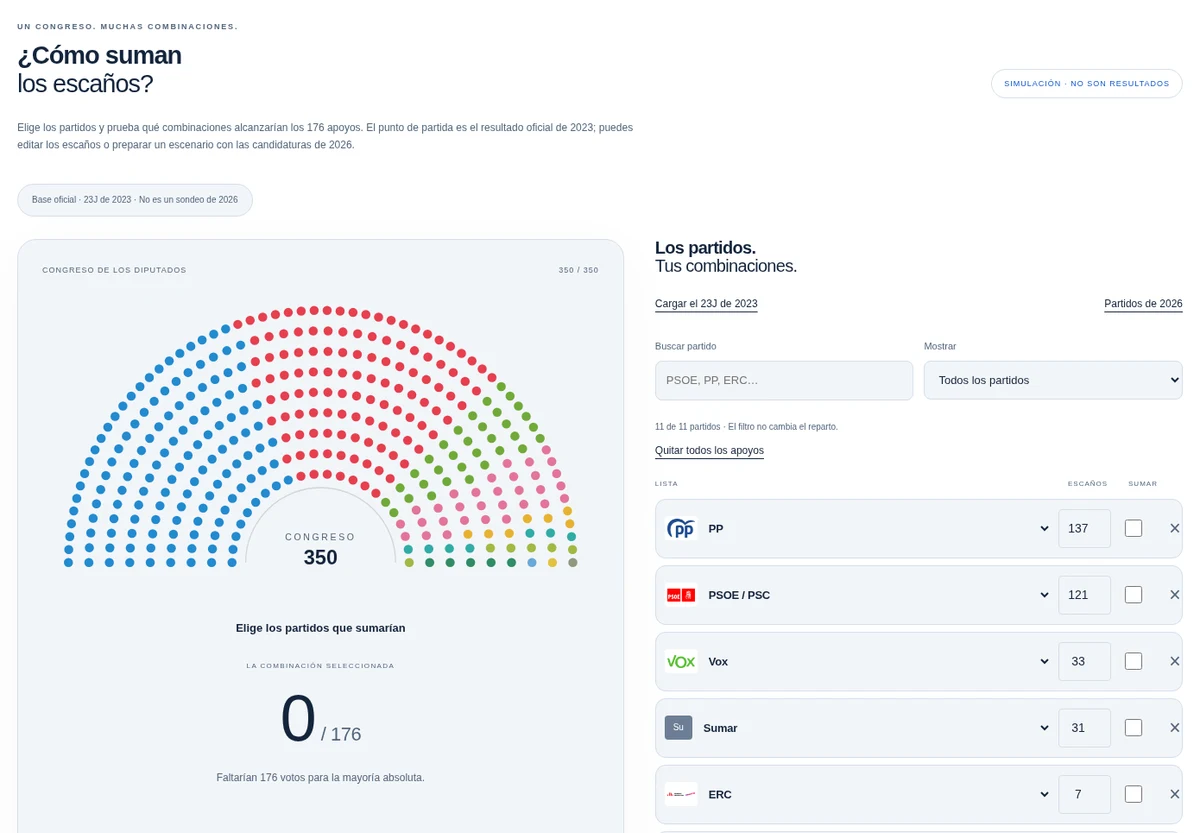 UN CONGRESO. MUCHAS COMBINACIONES.
¿Cómo suman
los escaños?
SIMULACIÓN · NO SON RESULTADOS
Elige los partidos y prueba qué combinaciones alcanzarían los 176 apoyos. El punto de partida es el resultado oficial de 2023; puedes
editar los escaños o preparar un escenario con las candidaturas de 2026.
Base oficial · 23J de 2023 · No es un sondeo de 2026
CONGRESO DE LOS DIPUTADOS
350 / 350
CONGRESO
350
Elige los partidos que sumarían
LA COMBINACIÓN SELECCIONADA
0 / 176
Faltarían 176 votos para la mayoría absoluta.
Los partidos.
Tus combinaciones.
Cargar el 23J de 2023
Partidos de 2026
Buscar partido
Mostrar
PSOE, PP, ERC...
Todos los partidos
11 de 11 partidos · El filtro no cambia el reparto.
Quitar todos los apoyos
LISTA
ESCAÑOS
SUMAR
pp PP 137
PSOE PSOE / PSC 121
VOX Vox 33
Su Sumar 31
ERC 7